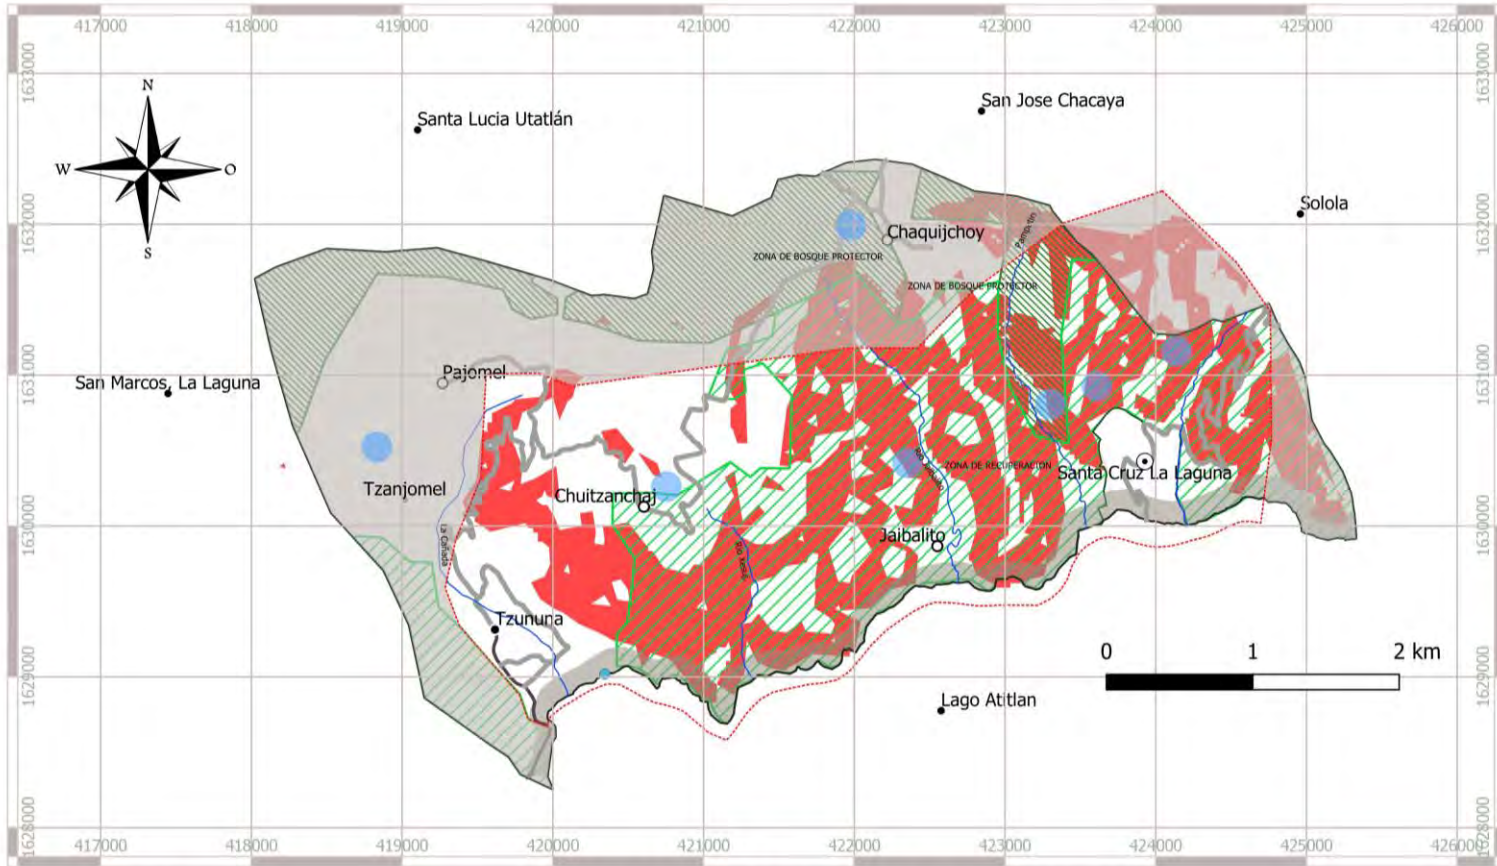 417000 418000 419000 420000 421000 422000 423000 424000 425000 426000
1633000 1633000
N
W O
S
Santa Lucia Utatlán
San Jose Chacaya
Solola
1632000 1632000
Chaquijchoy
ZONA DE BOSQUE PROTECTOR
ZONA DE BOSQUE PROTECTOR
1631000 1631000
San Marcos, La Laguna
Pajomel
Tzanjomel
Chuitzanchaj
ZONA DE RECUPERACION
Santa Cruz La Laguna
1630000 1630000
Jaibalito
La Cañada
Tzununa
0 1 2 km
1629000 1629000
Lago Atitlan
1628000 1628000
417000 418000 419000 420000 421000 422000 423000 424000 425000 426000